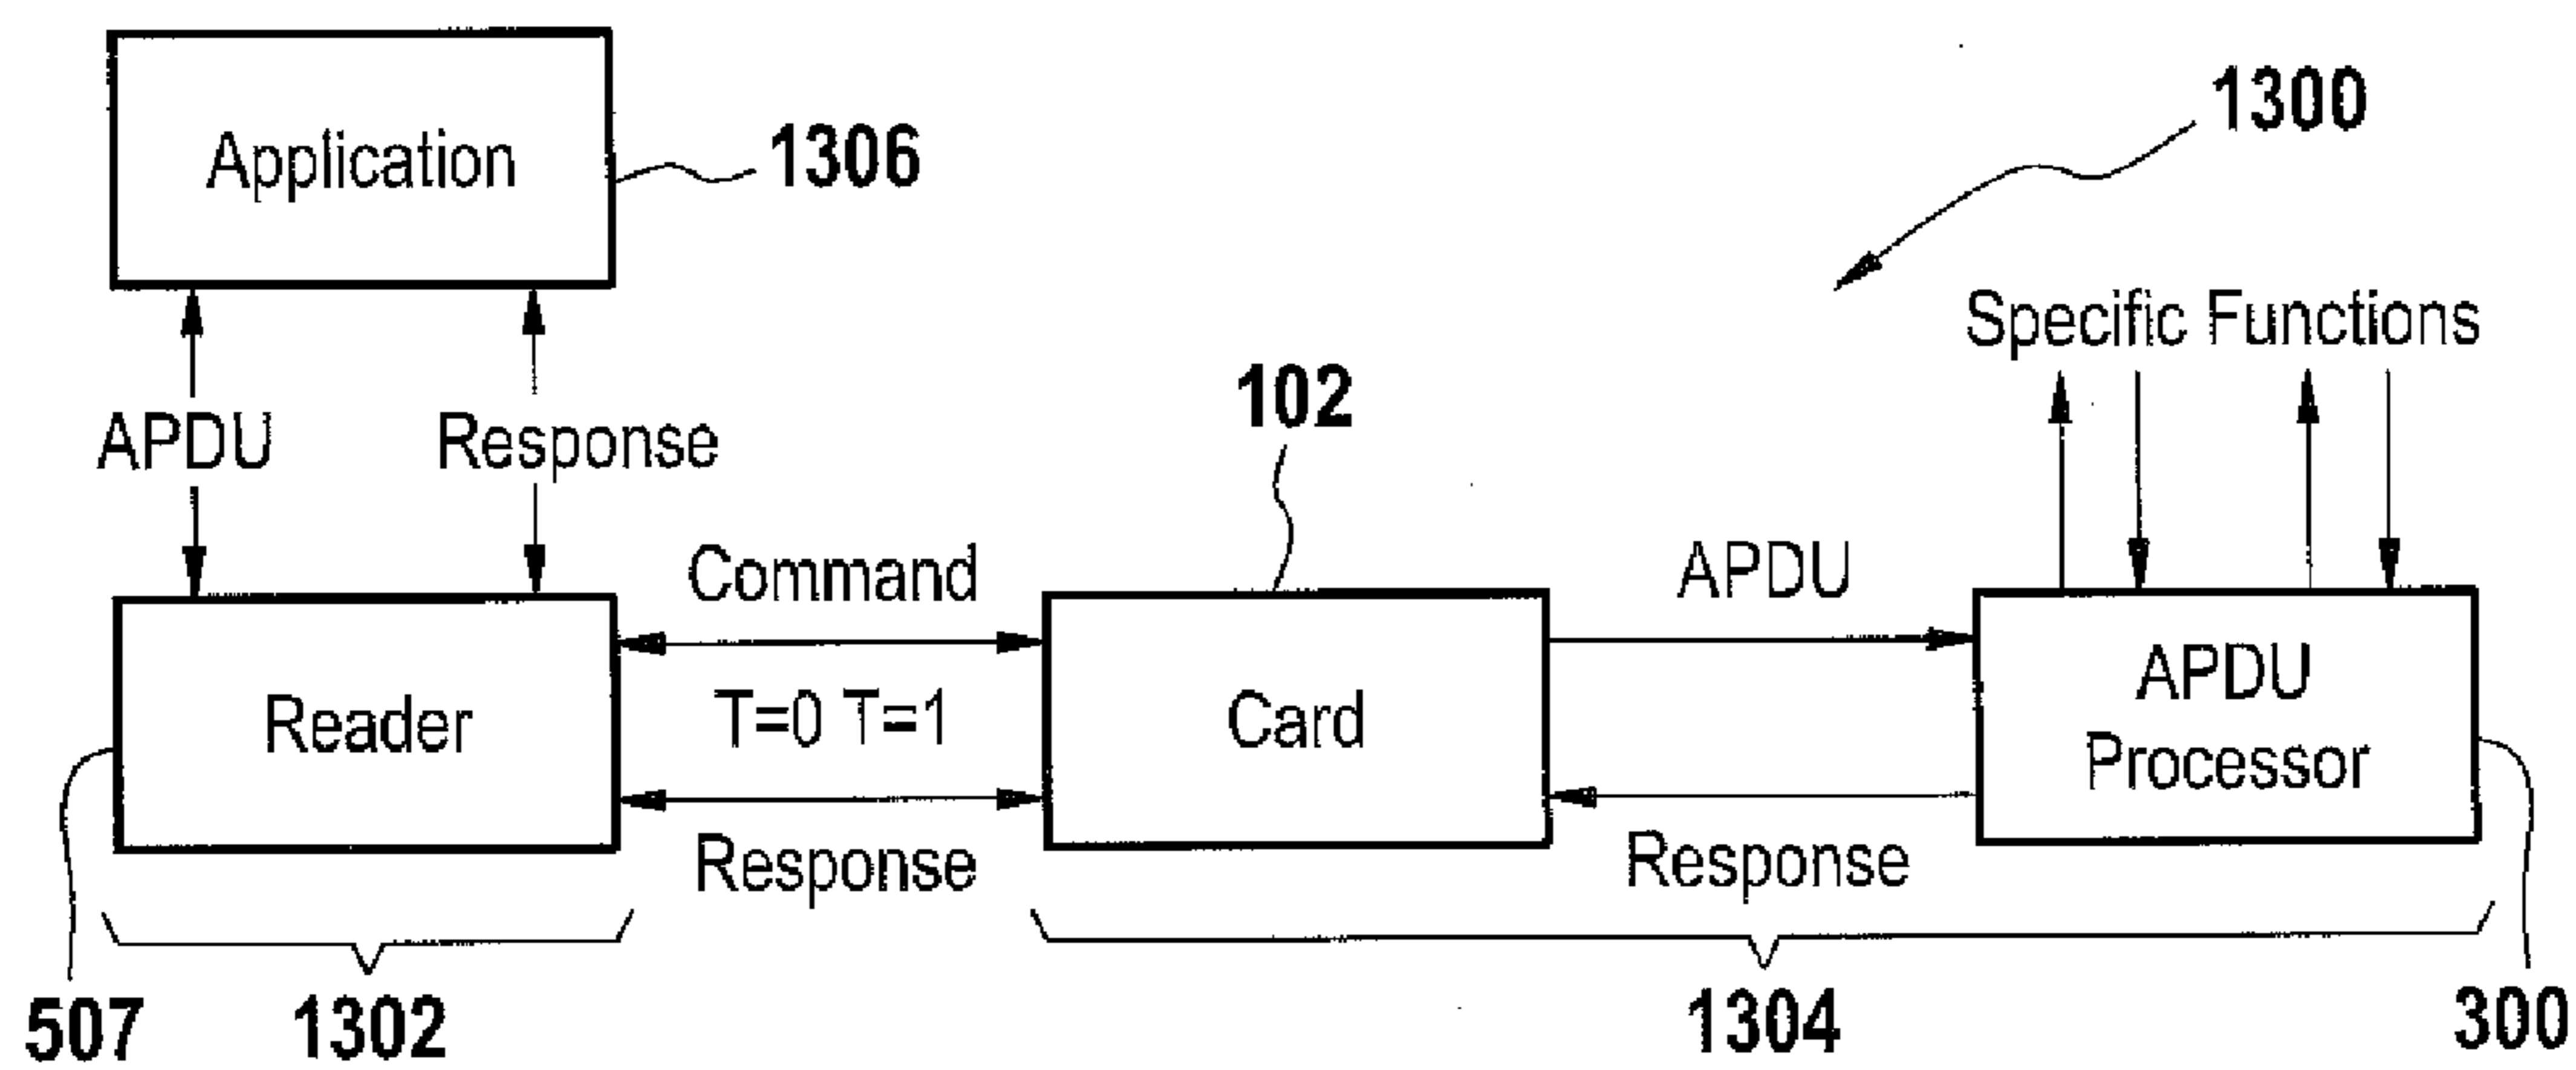 1300
Application
1306
Specific Functions
102
APDU
Response
Command
APDU
Reader
T=0 T=1
Card
APDU
Processor
Response
Response
507
1302
1304
300